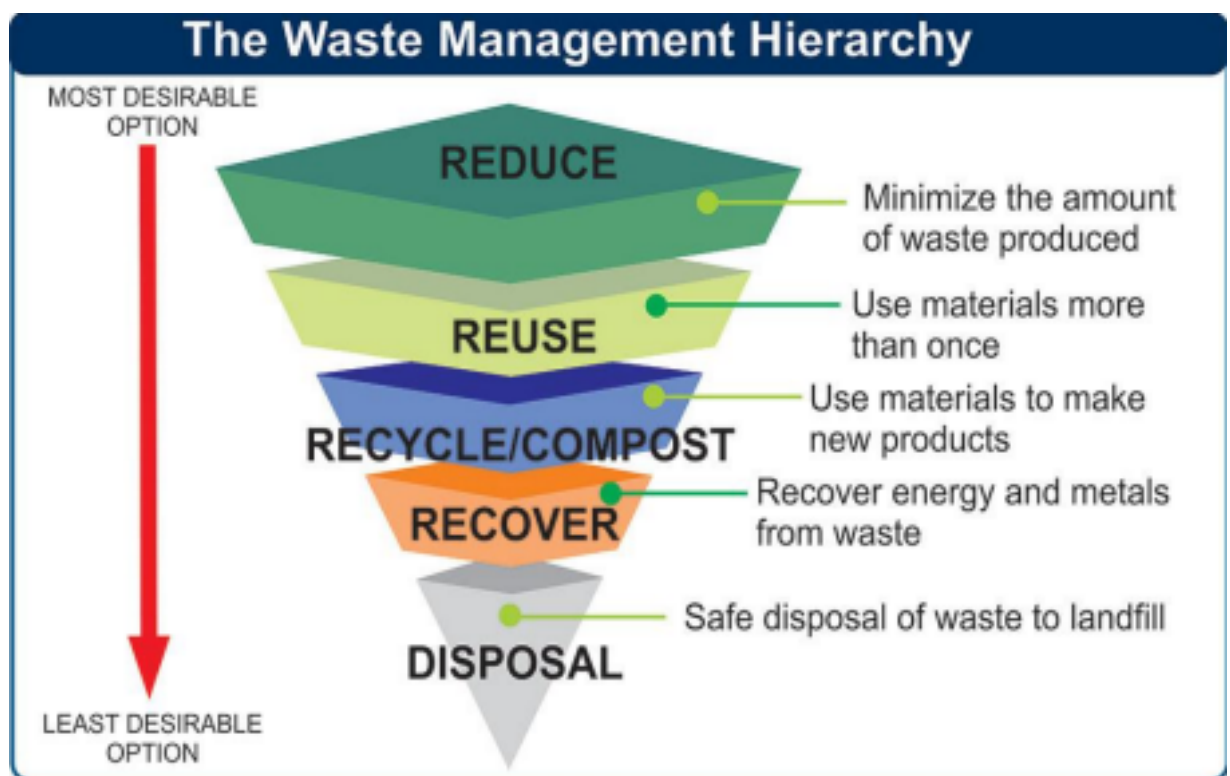 The Waste Management Hierarchy
MOST DESIRABLE
OPTION
REDUCE
Minimize the amount
of waste produced
REUSE
Use materials more
than once
RECYCLE/COMPOST
Use materials to make
new products
RECOVER
Recover energy and metals
from waste
DISPOSAL
Safe disposal of waste to landfill
LEAST DESIRABLE
OPTION